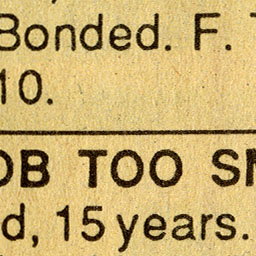 Bonded. F.
10.
OB TOO S
d, 15 years.